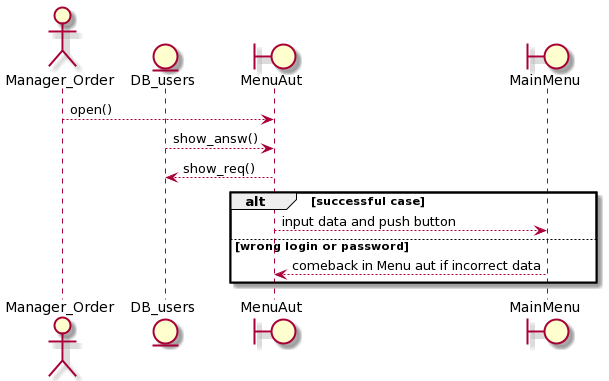 Manager_Order DB_users MenuAut MainMenu
open()
show_answ()
show_req()
alt [successful case]
input data and push button
[wrong login or password]
comeback in Menu aut if incorrect data
Manager_Order DB_users MenuAut MainMenu